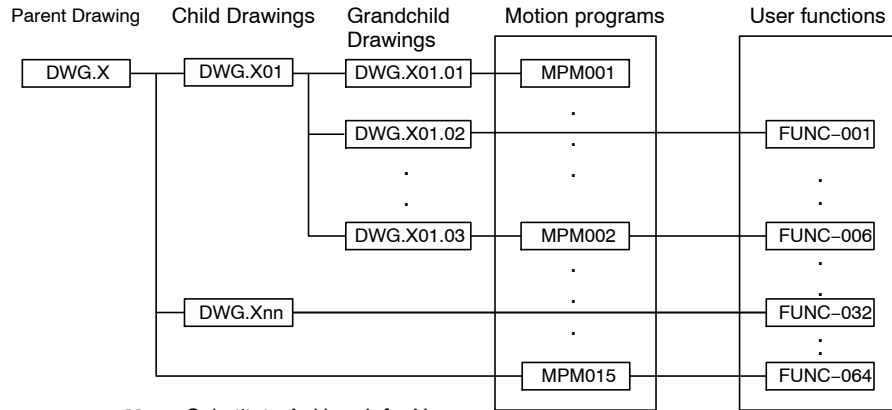 Parent Drawing Child Drawings Grandchild Drawings Motion programs User functions
DWG.X DWG.X01 DWG.X01.01 MPM001
DWG.X01.02 FUNC−001
DWG.X01.03 MPM002 FUNC−006
DWG.Xnn FUNC−032
MPM015 FUNC−064